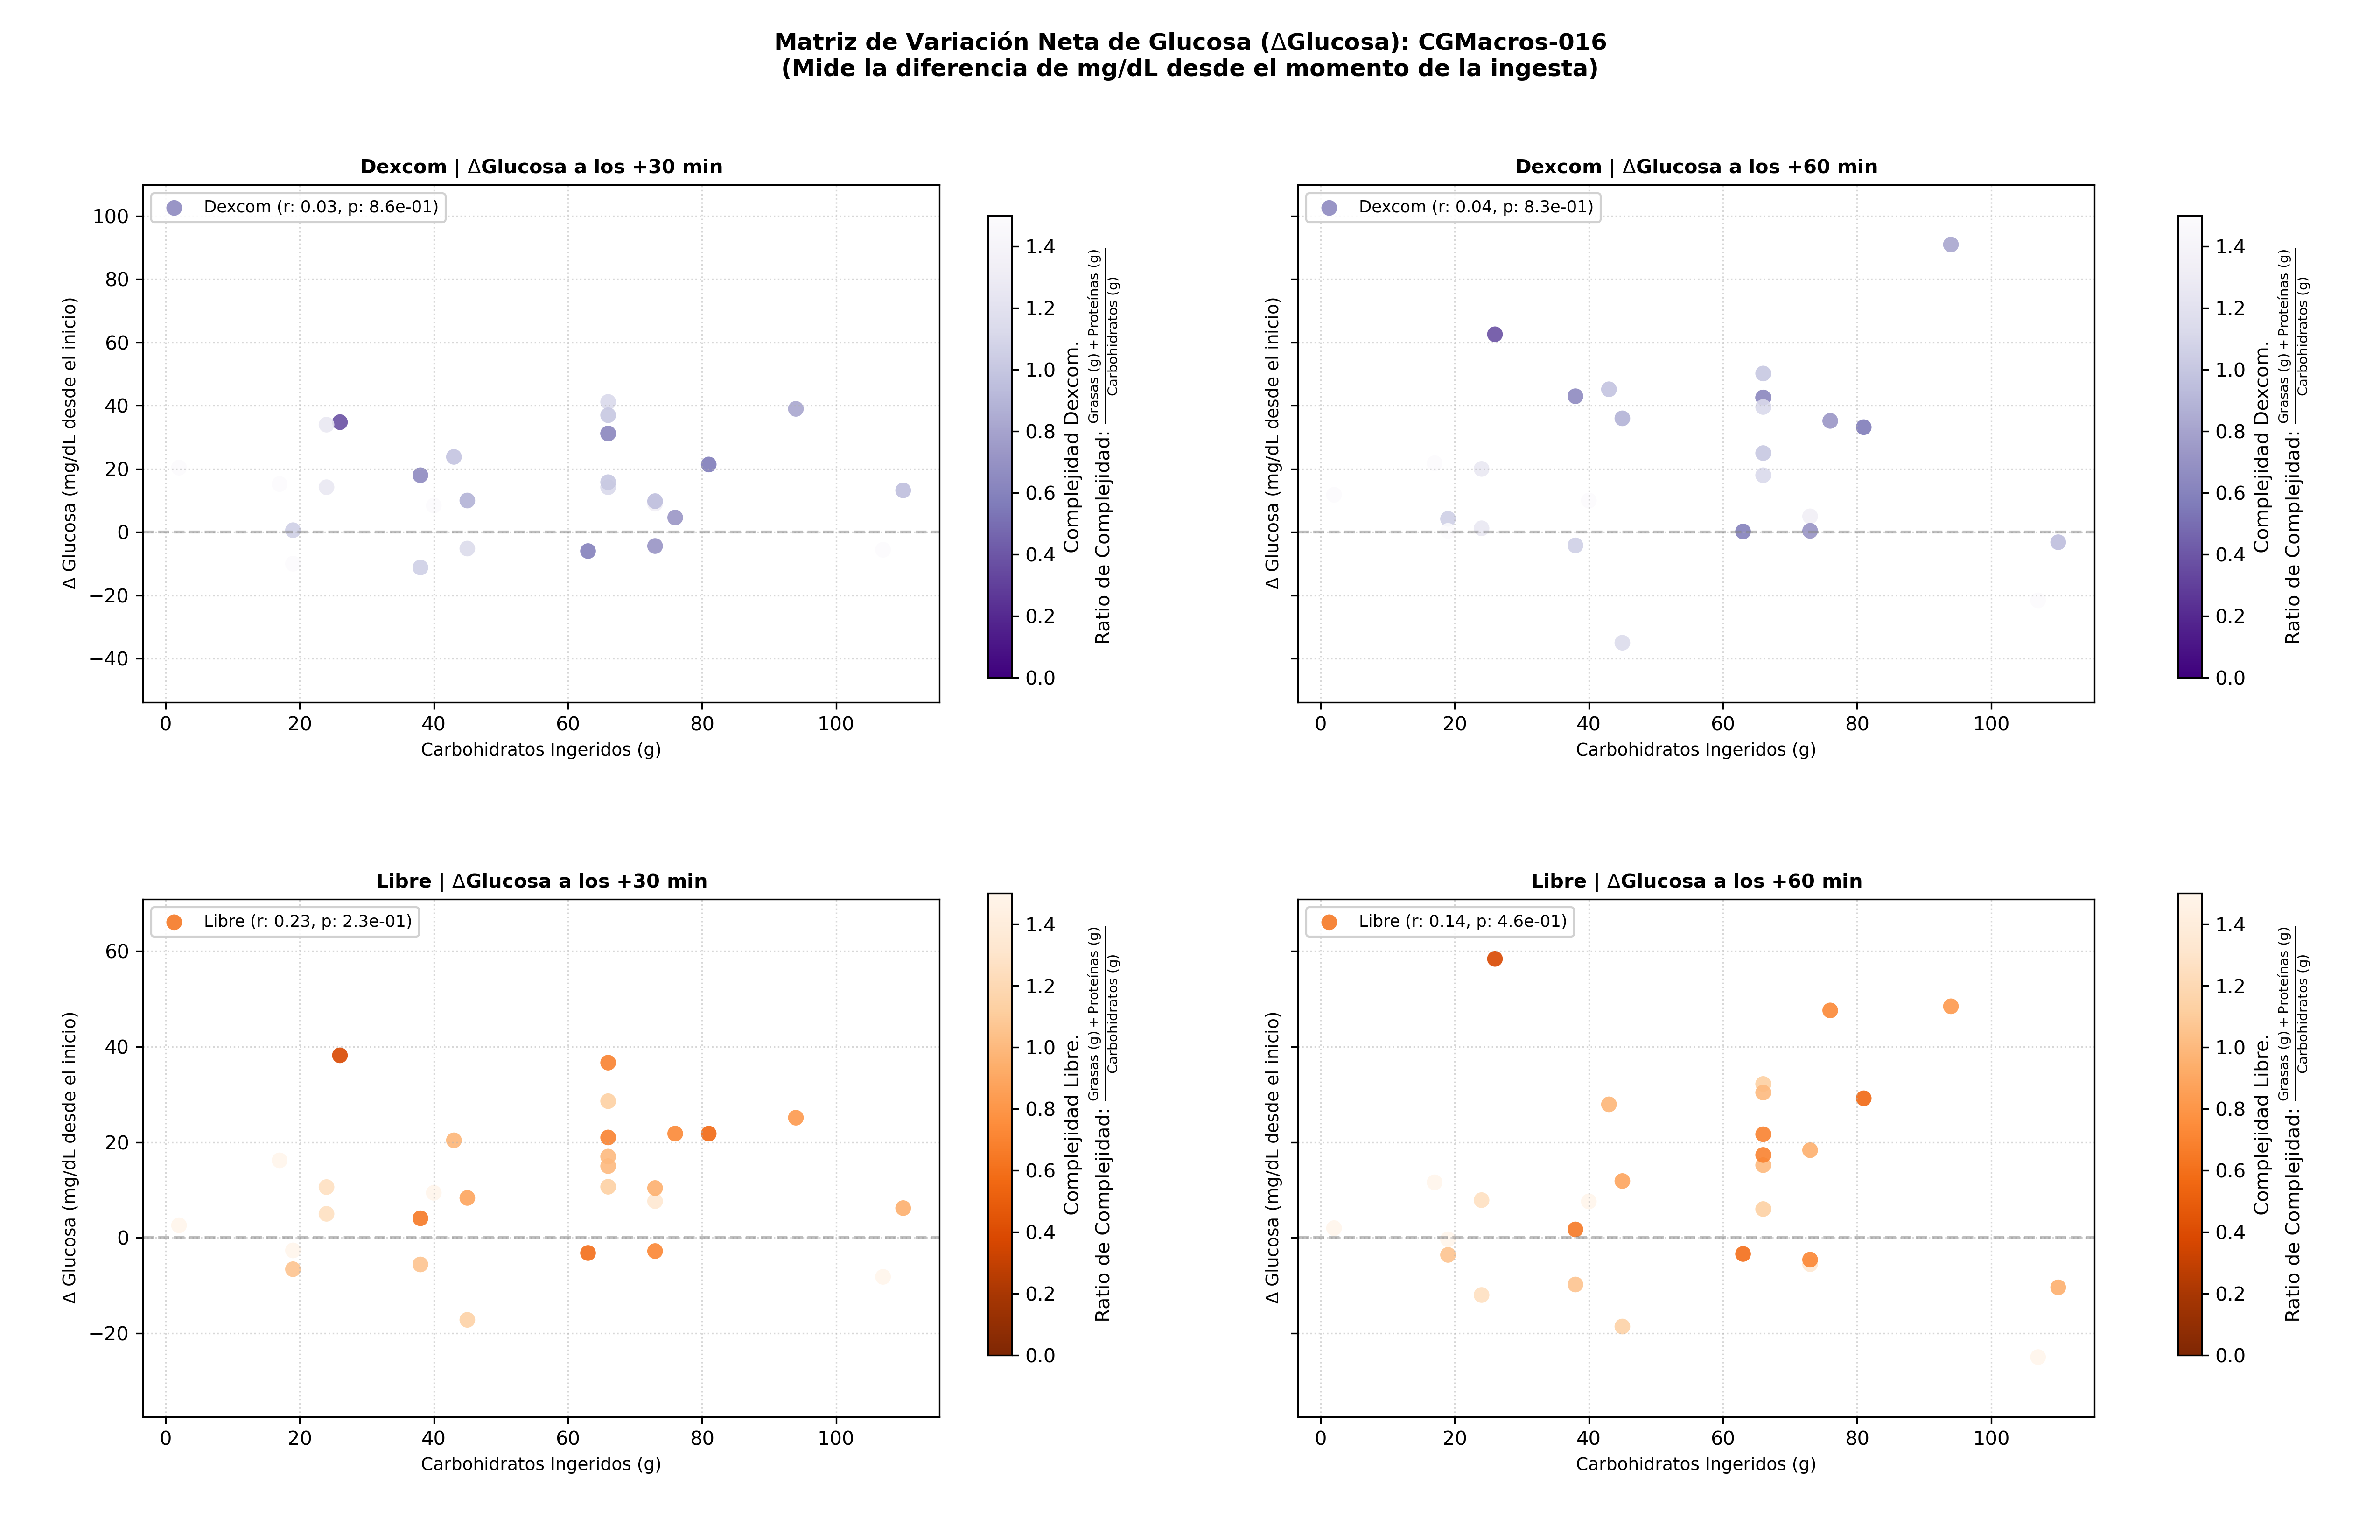 Matriz de Variación Neta de Glucosa (ΔGlucosa): CGMacros-016
(Mide la diferencia de mg/dL desde el momento de la ingesta)
Dexcom | ΔGlucosa a los +30 min
Dexcom (r: 0.03, p: 8.6e-01)
Δ Glucosa (mg/dL desde el inicio)
100
80
60
40
20
0
−20
−40
0 20 40 60 80 100
Carbohidratos Ingeridos (g)
1.4
1.2
1.0
0.8
0.6
0.4
0.2
0.0
Complejidad Dexcom.
Ratio de Complejidad: Grasas (g) + Proteínas (g)
Carbohidratos (g)
Dexcom | ΔGlucosa a los +60 min
Dexcom (r: 0.04, p: 8.3e-01)
Δ Glucosa (mg/dL desde el inicio)
0 20 40 60 80 100
Carbohidratos Ingeridos (g)
1.4
1.2
1.0
0.8
0.6
0.4
0.2
0.0
Complejidad Dexcom.
Ratio de Complejidad: Grasas (g) + Proteínas (g)
Carbohidratos (g)
Libre | ΔGlucosa a los +30 min
Libre (r: 0.23, p: 2.3e-01)
Δ Glucosa (mg/dL desde el inicio)
60
40
20
0
−20
0 20 40 60 80 100
Carbohidratos Ingeridos (g)
1.4
1.2
1.0
0.8
0.6
0.4
0.2
0.0
Complejidad Libre.
Ratio de Complejidad: Grasas (g) + Proteínas (g)
Carbohidratos (g)
Libre | ΔGlucosa a los +60 min
Libre (r: 0.14, p: 4.6e-01)
Δ Glucosa (mg/dL desde el inicio)
0 20 40 60 80 100
Carbohidratos Ingeridos (g)
1.4
1.2
1.0
0.8
0.6
0.4
0.2
0.0
Complejidad Libre.
Ratio de Complejidad: Grasas (g) + Proteínas (g)
Carbohidratos (g)